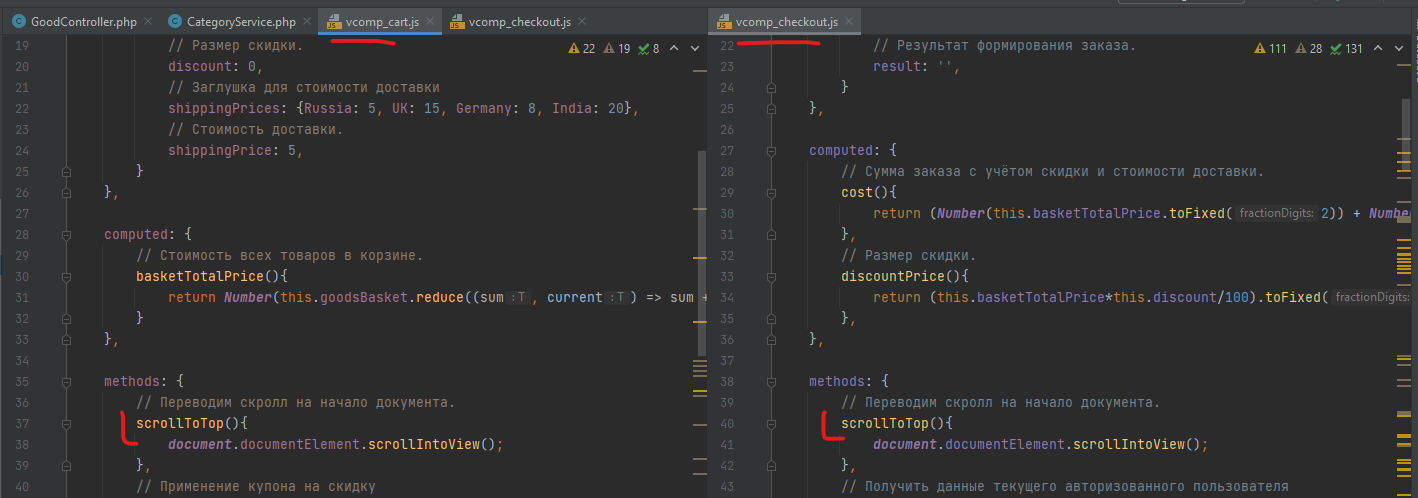 GoodController.php
CategoryService.php
vcomp_cart.js
vcomp_checkout.js
22 19 8
19 // Размер скидки.
20 discount: 0,
21 // Заглушка для стоимости доставки
22 shippingPrices: {Russia: 5, UK: 15, Germany: 8, India: 20},
23 // Стоимость доставки.
24 shippingPrice: 5,
25 }
26 },
27
28 computed: {
29 // Стоимость всех товаров в корзине.
30 basketTotalPrice(){
31 return Number(this.goodsBasket.reduce((sum :T , current :T ) => sum +
32 }
33 },
34
35 methods: {
36 // Переводим скролл на начало документа.
37 scrollToTop(){
38 document.documentElement.scrollIntoView();
39 },
40 // Применение купона на скидку
vcomp_checkout.js
111 28 131
22 // Результат формирования заказа.
23 result: '',
24 }
25 },
26
27 computed: {
28 // Сумма заказа с учётом скидки и стоимости доставки.
29 cost(){
30 return (Number(this.basketTotalPrice.toFixed( fractionDigits: 2)) + Numbe
31 },
32 // Размер скидки.
33 discountPrice(){
34 return (this.basketTotalPrice*this.discount/100).toFixed( fractionDigits:
35 },
36 },
37
38 methods: {
39 // Переводим скролл на начало документа.
40 scrollToTop(){
41 document.documentElement.scrollIntoView();
42 },
43 // Получить данные текущего авторизованного пользователя